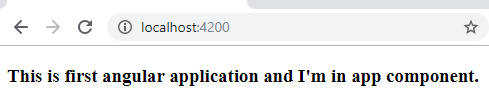 localhost:4200
This is first angular application and I'm in app component.